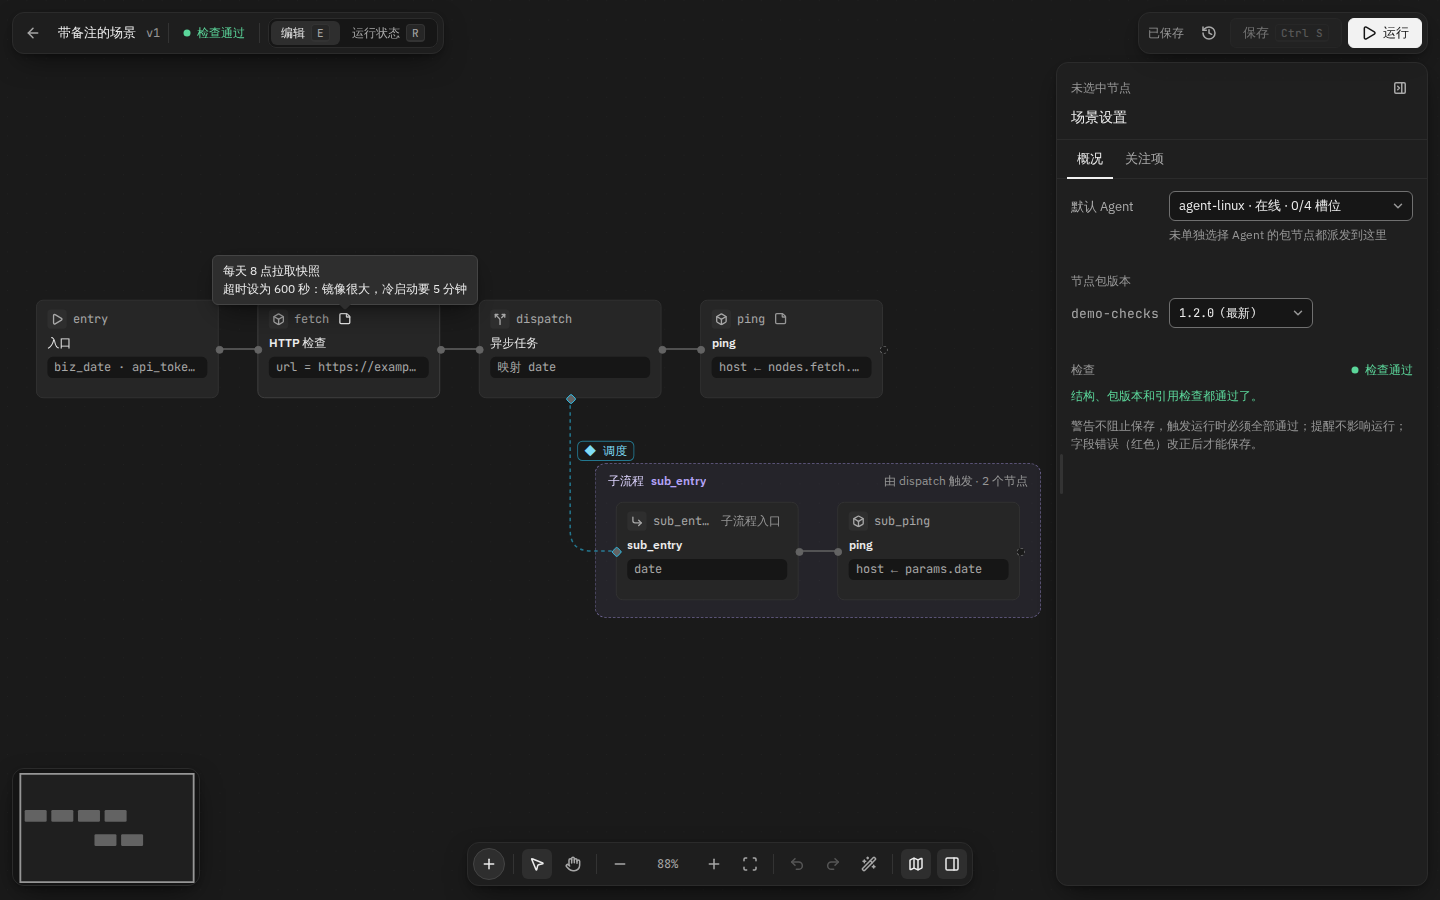 带备注的场景 v1 检查通过 编辑 E 运行状态 R
已保存 保存 Ctrl S 运行
未选中节点
场景设置
概况 关注项
默认 Agent agent-linux · 在线 · 0/4 槽位
未单独选择 Agent 的包节点都派发到这里
节点包版本
demo-checks 1.2.0 (最新)
检查 检查通过
结构、包版本和引用检查都通过了。
警告不阻止保存，触发运行时必须全部通过；提醒不影响运行；
字段错误（红色）改正后才能保存。
每天 8 点拉取快照
超时设为 600 秒：镜像很大，冷启动要 5 分钟
entry
入口
biz_date · api_toke…
fetch
HTTP 检查
url = https://examp…
dispatch
异步任务
映射 date
ping
ping
host ← nodes.fetch.…
调度
子流程 sub_entry 由 dispatch 触发 · 2 个节点
sub_ent… 子流程入口
sub_entry
date
sub_ping
ping
host ← params.date
88%